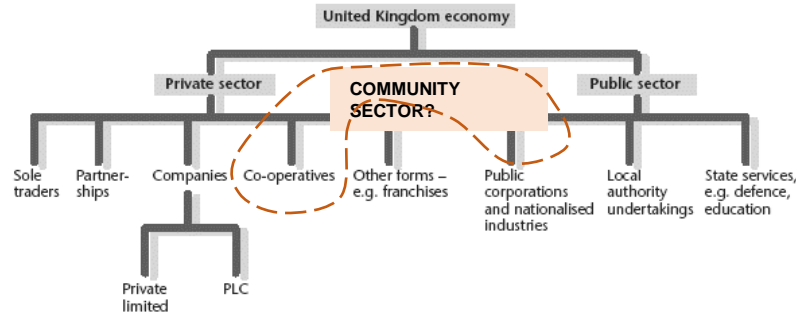 United Kingdom economy
Private sector
COMMUNITY
SECTOR?
Public sector
Sole
traders
Partner-
ships
Companies
Co-operatives
Other forms –
e.g. franchises
Public
corporations
and nationalised
industries
Local
authority
undertakings
State services,
e.g. defence,
education
Private
limited
PLC